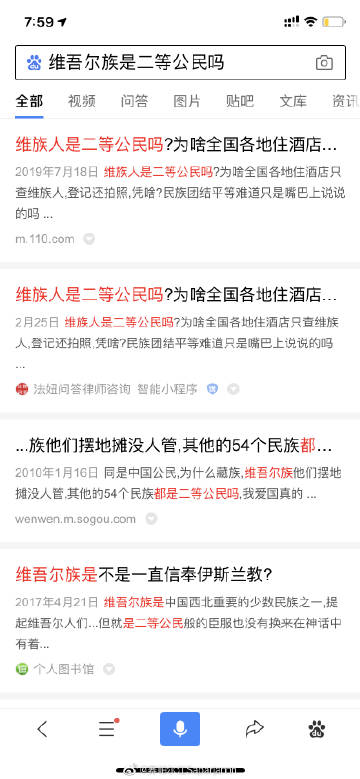 7:59
维吾尔族是二等公民吗
全部 视频 问答 图片 贴吧 文库 资讯
维族人是二等公民吗?为啥全国各地住酒店...
2019年7月18日 维族人是二等公民吗?为啥全国各地住酒店只
查维族人,登记还拍照,凭啥?民族团结平等难道只是嘴巴上说说
的吗 ...
m.110.com
维族人是二等公民吗?为啥全国各地住酒店...
2月25日 维族人是二等公民吗?为啥全国各地住酒店只查维族
人,登记还拍照,凭啥?民族团结平等难道只是嘴巴上说说的吗
...
法妞问答律师咨询 智能小程序
...族他们摆地摊没人管,其他的54个民族都...
2010年1月16日 同是中国公民,为什么藏族,维吾尔族他们摆
地摊没人管,其他的54个民族都是二等公民吗,我爱国真的 ...
wenwen.m.sogou.com
维吾尔族是不是一直信奉伊斯兰教?
2017年4月21日 维吾尔族是中国西北重要的少数民族之一,提
起维吾尔人们...但就是二等公民般的臣服也没有换来在神话中
有着...
个人图书馆